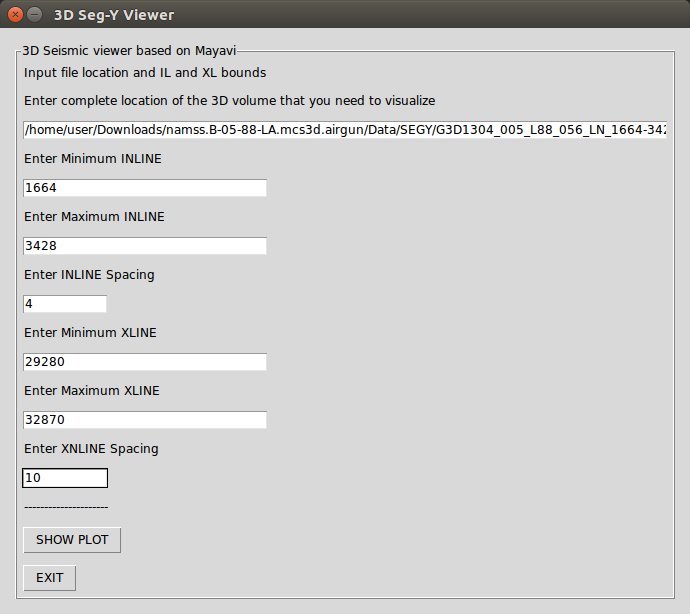 3D Seg-Y Viewer
3D Seismic viewer based on Mayavi
Input file location and IL and XL bounds
Enter complete location of the 3D volume that you need to visualize
/home/user/Downloads/namss.B-05-88-LA.mcs3d.airgun/Data/SEGY/G3D1304_005_L88_056_LN_1664-342
Enter Minimum INLINE
1664
Enter Maximum INLINE
3428
Enter INLINE Spacing
4
Enter Minimum XLINE
29280
Enter Maximum XLINE
32870
Enter XNLINE Spacing
10
---------------------
SHOW PLOT
EXIT